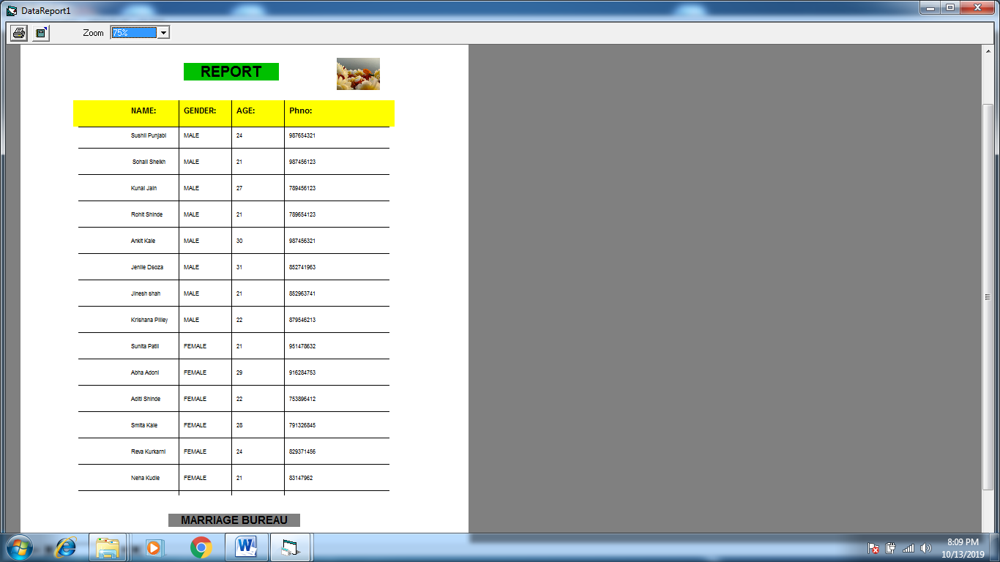 DataReport1
Zoom 75%
REPORT
NAME: GENDER: AGE: Phno:
Sushil Punjabi MALE 24 987654321
Sohail Sheikh MALE 21 987456123
Kunal Jain MALE 27 789456123
Rohit Shinde MALE 21 789654123
Ankit Kale MALE 30 987456321
Jenile Dsoza MALE 31 852741963
Jinesh shah MALE 21 852963741
Krishana Pilley MALE 22 879546213
Sunita Patil FEMALE 21 951478632
Abha Adoni FEMALE 29 916284753
Aditi Shinde FEMALE 22 753896412
Smita Kale FEMALE 28 791326845
Reva Kurkarni FEMALE 24 829371456
Neha Kudle FEMALE 21 83147962
MARRIAGE BUREAU
8:09 PM
10/13/2019